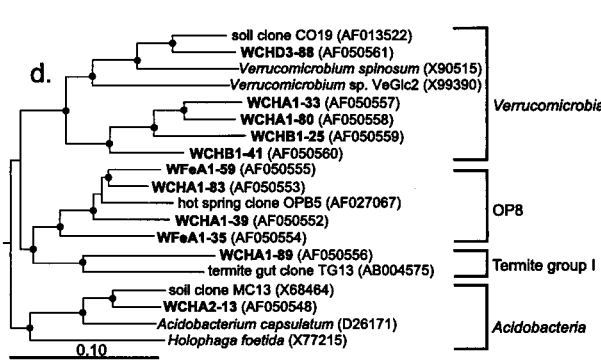 d.
soil clone CO19 (AF013522)
WCHD3-88 (AF050561)
Verrucomicrobium spinosum (X90515)
Verrucomicrobium sp. VeGlc2 (X99390)
WCHA1-33 (AF050557)
WCHA1-80 (AF050558)
WCHB1-25 (AF050559)
WCHB1-41 (AF050560)
Verrucomicrobia
WFeA1-59 (AF050555)
WCHA1-83 (AF050553)
hot spring clone OPB5 (AF027067)
WCHA1-39 (AF050552)
WFeA1-35 (AF050554)
OP8
WCHA1-89 (AF050556)
termite gut clone TG13 (AB004575)
Termite group I
soil clone MC13 (X68464)
WCHA2-13 (AF050548)
Acidobacterium capsulatum (D26171)
Holophaga foetida (X77215)
Acidobacteria
0.10